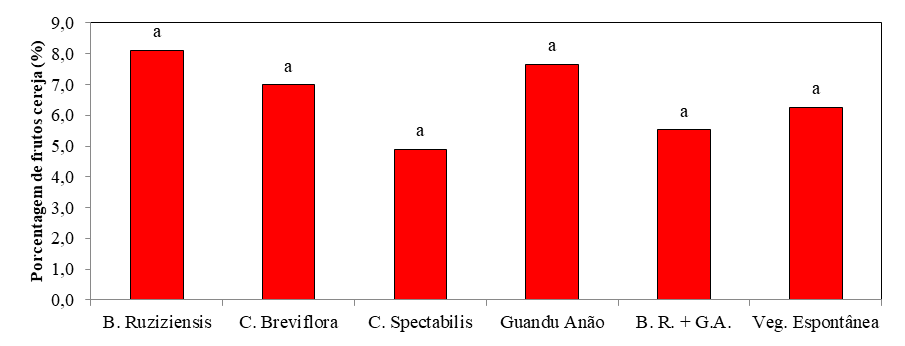 Porcentagem de frutos cereja (%)
9,0
8,0
7,0
6,0
5,0
4,0
3,0
2,0
1,0
0,0
a
a
a
a
a
a
B. Ruziziensis
C. Breviflora
C. Spectabilis
Guandu Anão
B. R. + G.A.
Veg. Espontânea